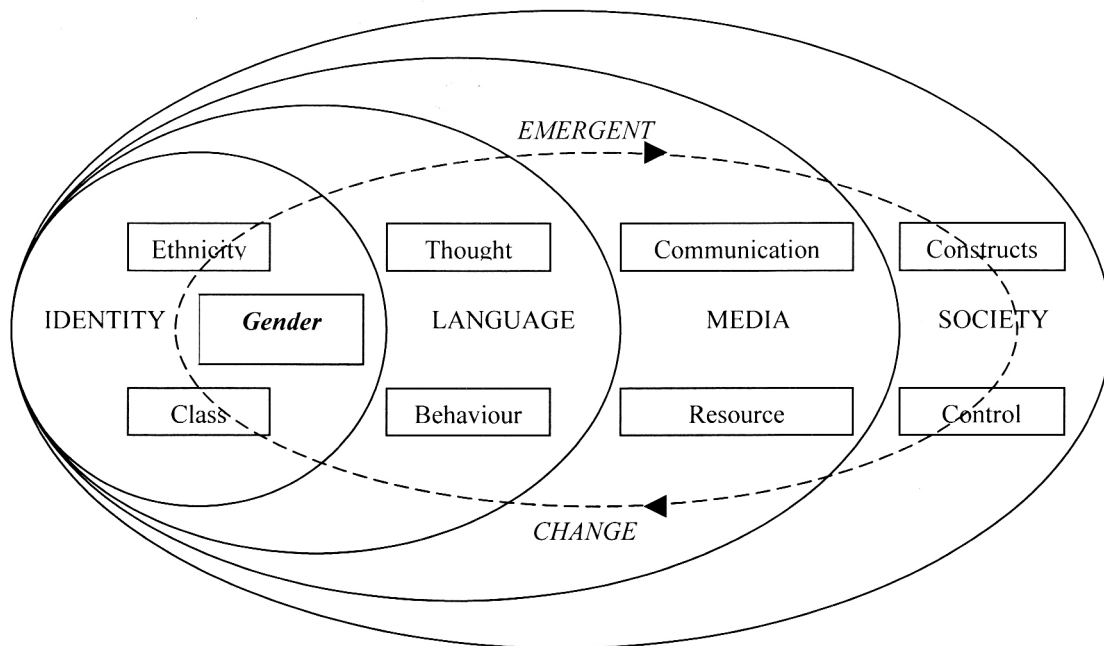 EMERGENT
Ethnicity Thought Communication Constructs
IDENTITY Gender LANGUAGE MEDIA SOCIETY
Class Behaviour Resource Control
CHANGE